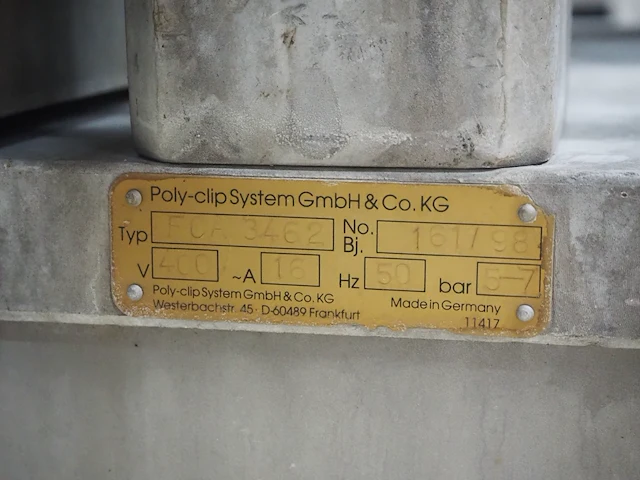 Poly-clip System GmbH & Co. KG
Typ FCA 3462 No. Bj. 161/98
V 400 ~A 16 Hz 50 bar 5-7
Poly-clip System GmbH & Co. KG
Westerbachstr. 45 · D-60489 Frankfurt
Made in Germany
11417